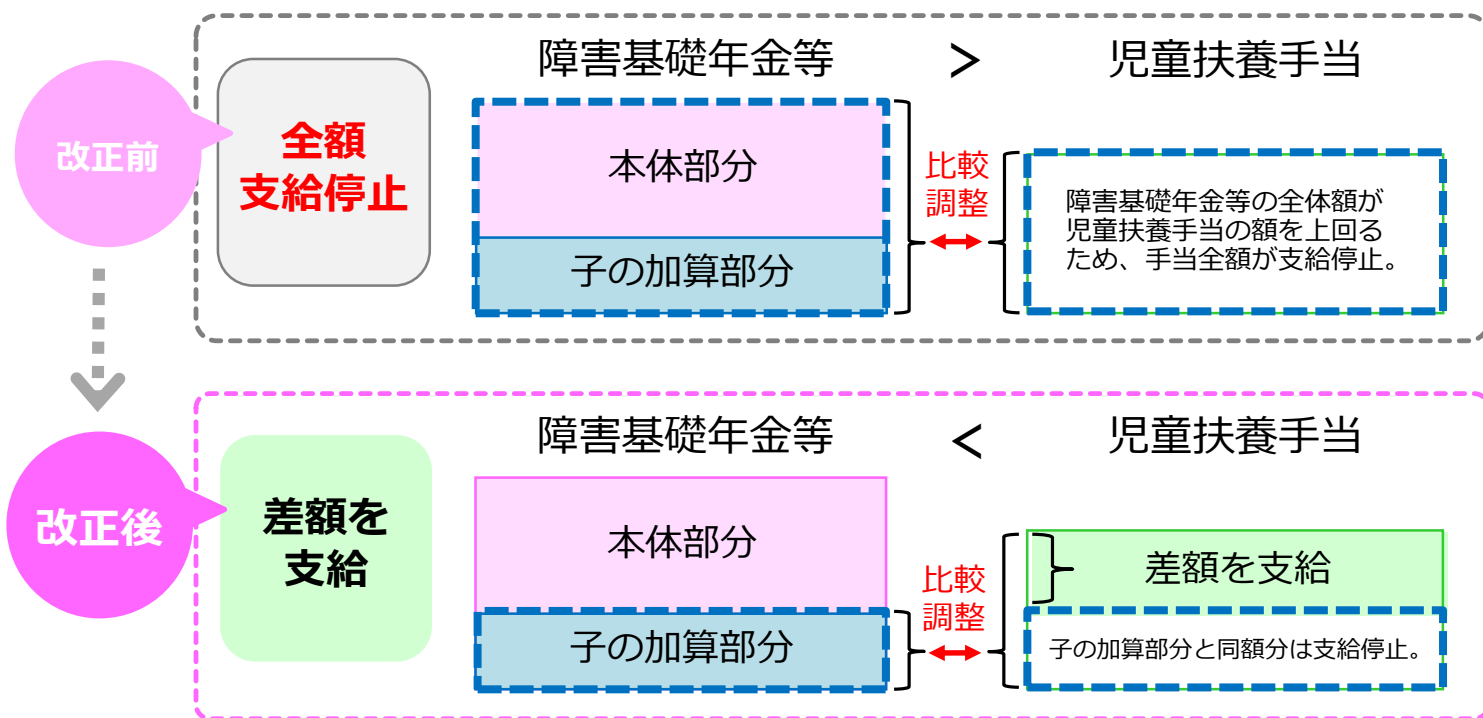 障害基礎年金等 > 児童扶養手当
改正前
全額
支給停止
本体部分
子の加算部分
比較
調整
障害基礎年金等の全体額が
児童扶養手当の額を上回る
ため、手当全額が支給停止。
障害基礎年金等 < 児童扶養手当
改正後
差額を
支給
本体部分
子の加算部分
比較
調整
差額を支給
子の加算部分と同額分は支給停止。